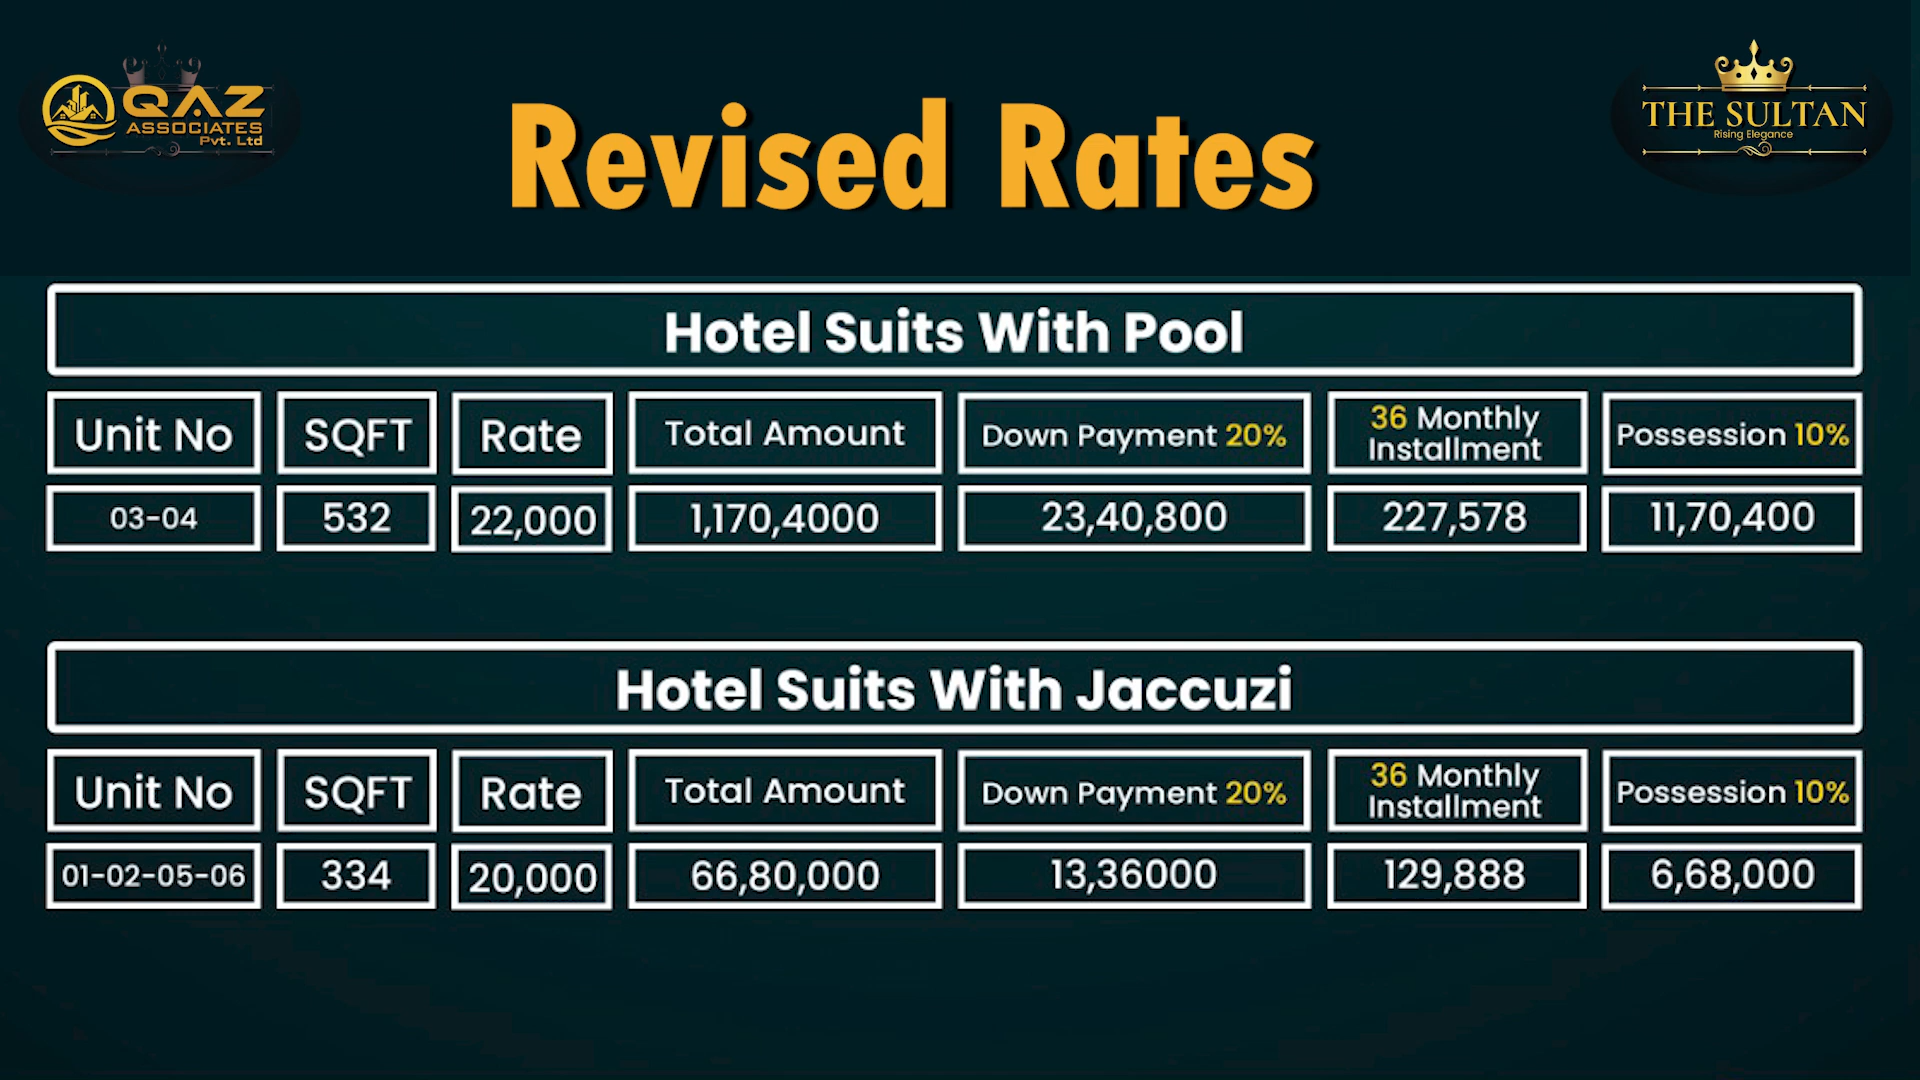 QAZ
ASSOCIATES
Pvt. Ltd
THE SULTAN
Rising Elegance
Revised Rates
Hotel Suits With Pool
Unit No SQFT Rate Total Amount Down Payment 20% 36 Monthly Installment Possession 10%
03-04 532 22,000 1,170,4000 23,40,800 227,578 11,70,400
Hotel Suits With Jaccuzi
Unit No SQFT Rate Total Amount Down Payment 20% 36 Monthly Installment Possession 10%
01-02-05-06 334 20,000 66,80,000 13,36000 129,888 6,68,000